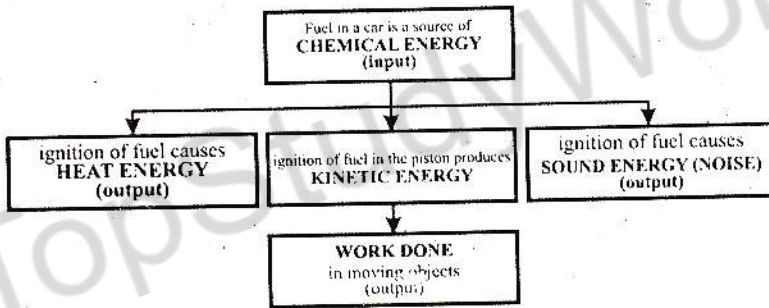 Fuel in a car is a source of
CHEMICAL ENERGY
(input)
ignition of fuel causes
HEAT ENERGY
(output)
ignition of fuel in the piston produces
KINETIC ENERGY
ignition of fuel causes
SOUND ENERGY (NOISE)
(output)
WORK DONE
in moving objects
(output)
TopStudyWor